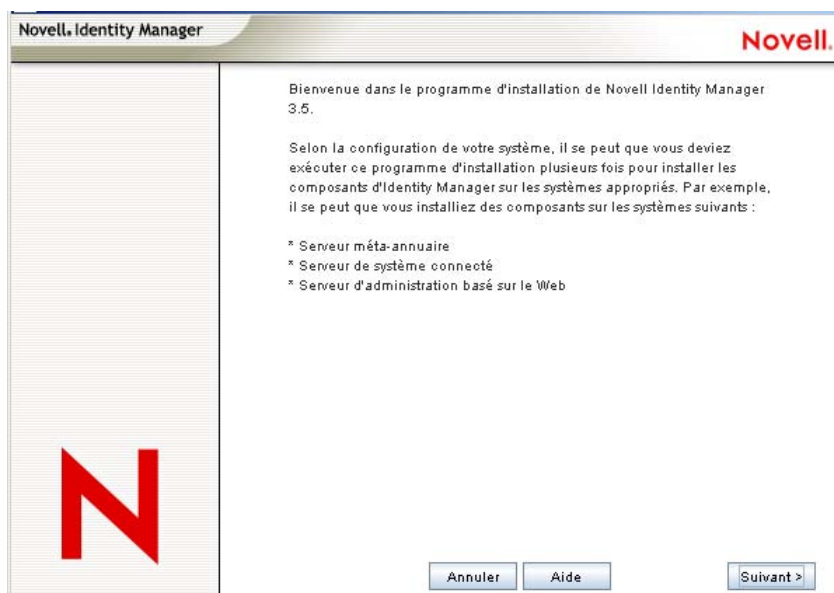 Novell. Identity Manager
Novell.
Bienvenue dans le programme d'installation de Novell Identity Manager
3.5.
Selon la configuration de votre système, il se peut que vous deviez
exécuter ce programme d'installation plusieurs fois pour installer les
composants d'Identity Manager sur les systèmes appropriés. Par exemple,
il se peut que vous installiez des composants sur les systèmes suivants :
* Serveur méta-annuaire
* Serveur de système connecté
* Serveur d'administration basé sur le Web
N
Annuler
Aide
Suivant >